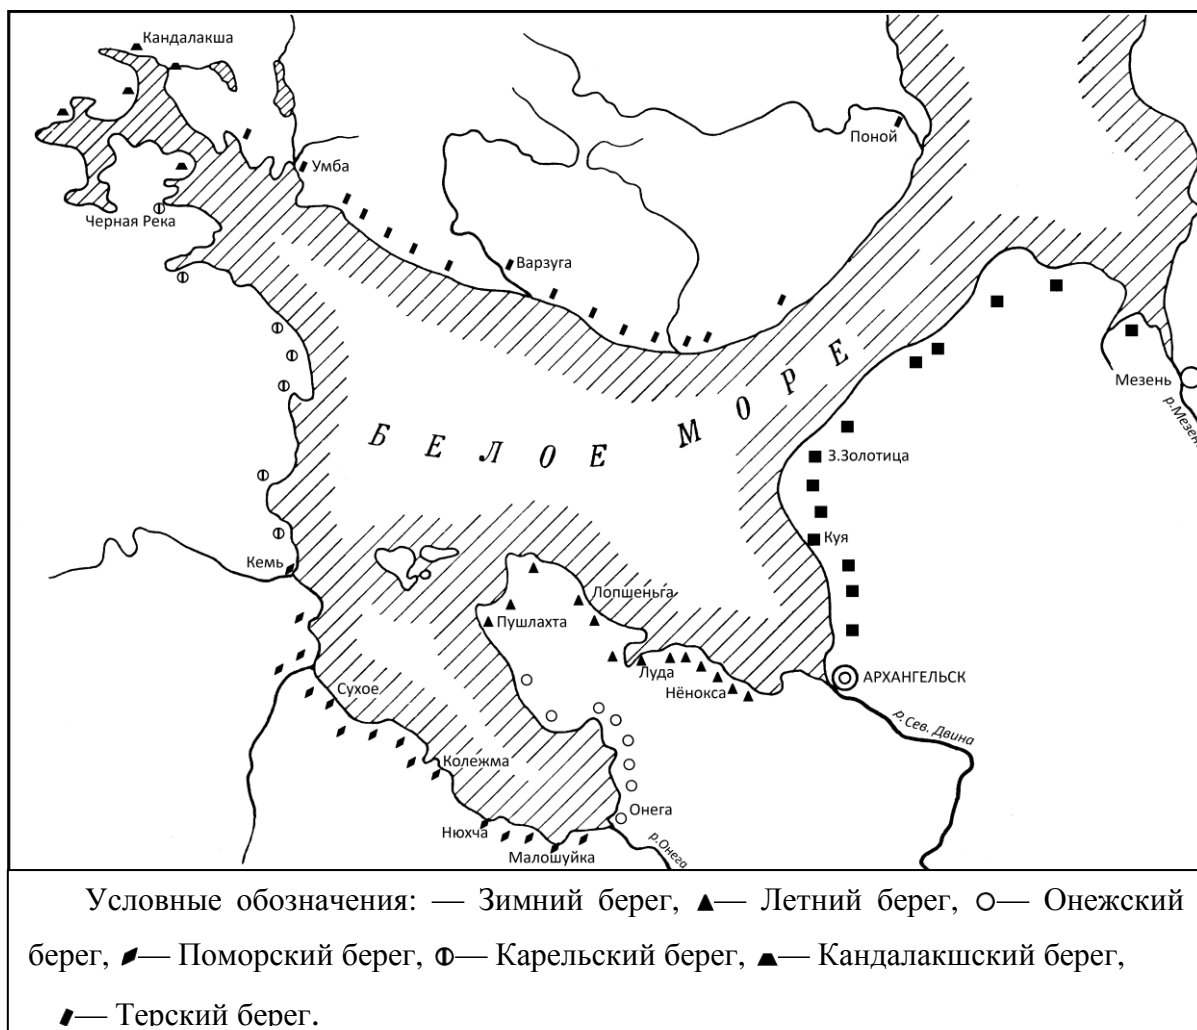 Кандалакша
Поной
Умба
Черная Река
Варзуга
Мезень
р.Мезень
БЕЛОЕ МОРЕ
З.Золотица
Куя
Кемь
Лопшеньга
Пушлахта
Луда
АРХАНГЕЛЬСК
Сухое
Нёнокса
р.Сев. Двина
Колежма
Онега
Нюхча
р.Онега
Малошуйка
Условные обозначения: — Зимний берег, ▲— Летний берег, ○— Онежский
берег, — Поморский берег, — Карельский берег, — Кандалакшский берег,
— Терский берег.